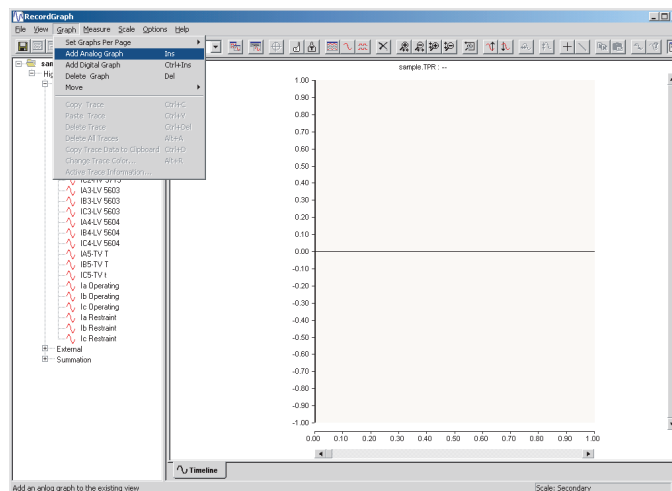 RecordGraph
File View Graph Measure Scale Options Help
Set Graphs Per Page
Add Analog Graph Ins
Add Digital Graph Ctrl+Ins
Delete Graph Del
Move
Copy Trace Ctrl+C
Paste Trace Ctrl+V
Delete Trace Ctrl+Del
Delete All Traces Alt+A
Copy Trace Data to Clipboard Ctrl+D
Change Trace Color... Alt+R
Active Trace Information...
IA3-LV 5603
IB3-LV 5603
IC3-LV 5603
IA4-LV 5604
IB4-LV 5604
IC4-LV 5604
IA5-TV T
IB5-TV T
IC5-TV t
Ia Operating
Ib Operating
Ic Operating
Ia Restraint
Ib Restraint
Ic Restraint
External
Summation
sample.TPR : --
1.00
0.90
0.80
0.70
0.60
0.50
0.40
0.30
0.20
0.10
0.00
-0.10
-0.20
-0.30
-0.40
-0.50
-0.60
-0.70
-0.80
-0.90
-1.00
0.00 0.10 0.20 0.30 0.40 0.50 0.60 0.70 0.80 0.90 1.00
Timeline
Add an anlog graph to the existing view
Scale: Secondary